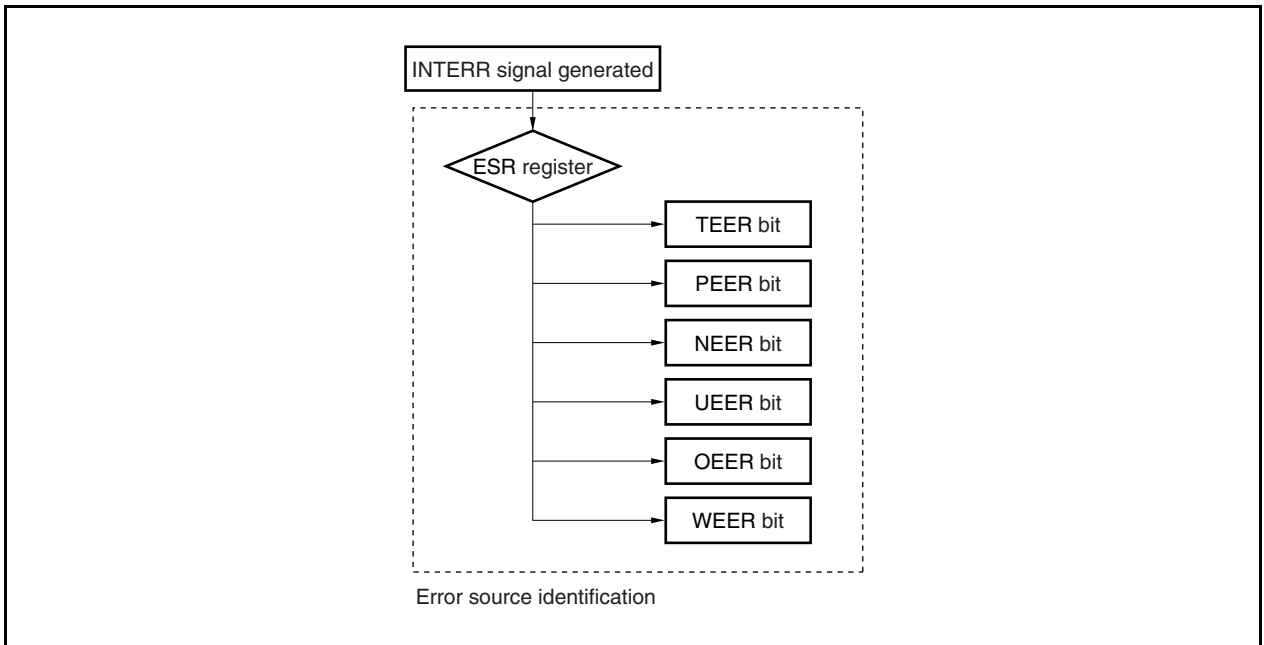 INTERR signal generated
ESR register
TEER bit
PEER bit
NEER bit
UEER bit
OEER bit
WEER bit
Error source identification